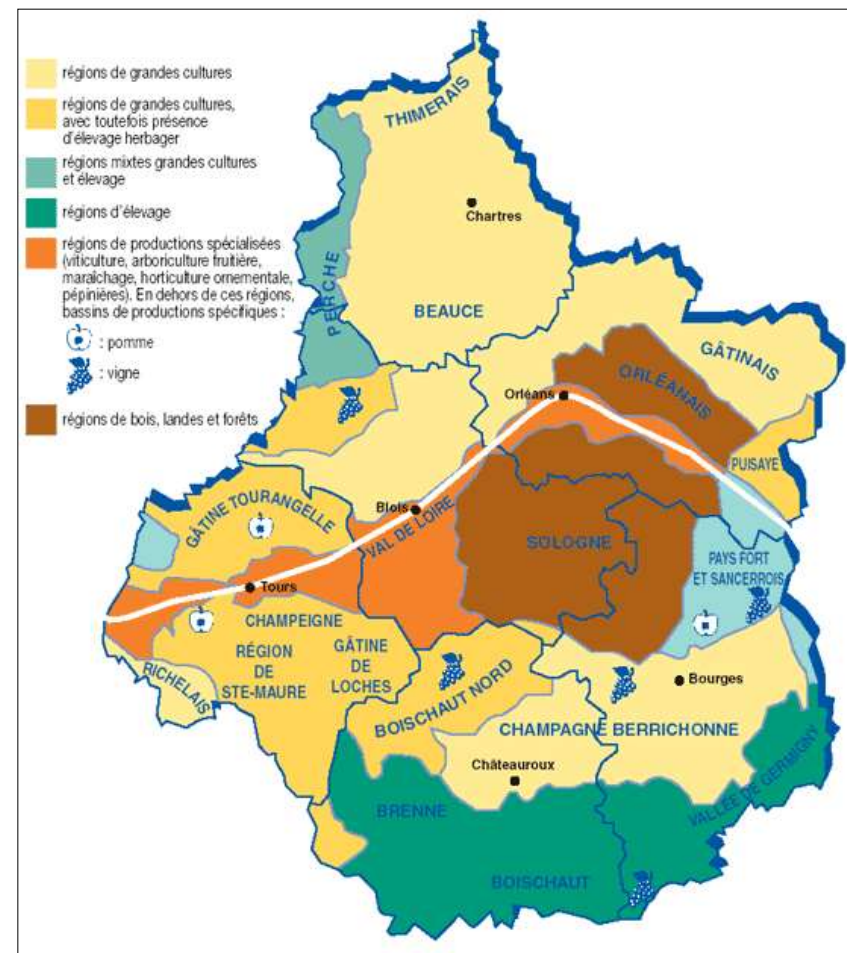 régions de grandes cultures
régions de grandes cultures,
avec toutefois présence
d'élevage herbager
régions mixtes grandes cultures
et élevage
régions d'élevage
régions de productions spécialisées
(viticulture, arboriculture fruitière,
maraîchage, horticulture ornementale,
pépinières). En dehors de ces régions,
bassins de productions spécifiques :
: pomme
: vigne
régions de bois, landes et forêts
THIMERAIS
Chartres
PERCHE
BEAUCE
GÂTINAIS
ORLÉANAIS
Orléans
PUISAYE
Blois
VAL DE LOIRE
GÂTINE TOURANGELLE
SOLOGNE
PAYS FORT
ET SANCERROIS
Tours
CHAMPEIGNE
RÉGION
DE
STE-MAURE
GÂTINE
DE
LOCHES
RICHELAIS
BOISCHAUT NORD
Bourges
CHAMPAGNE BERRICHONNE
Châteauroux
VALLÉE DE GERMIGNY
BRENNE
BOISCHAUT